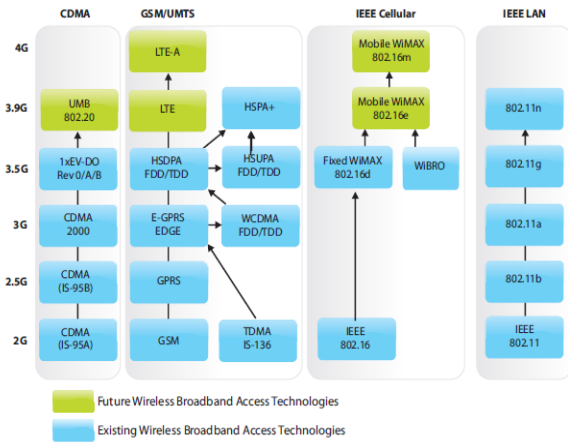 CDMA
GSM/UMTS
IEEE Cellular
IEEE LAN
4G
LTE-A
Mobile WiMAX
802.16m
3.9G
UMB
802.20
LTE
HSPA+
Mobile WiMAX
802.16e
802.11n
3.5G
1xEV-DO
Rev 0/A/B
HSDPA
FDD/TDD
HSUPA
FDD/TDD
Fixed WiMAX
802.16d
WiBRO
802.11g
3G
CDMA
2000
E-GPRS
EDGE
WCDMA
FDD/TDD
802.11a
2.5G
CDMA
(IS-95B)
GPRS
802.11b
2G
CDMA
(IS-95A)
GSM
TDMA
IS-136
IEEE
802.16
IEEE
802.11
Future Wireless Broadband Access Technologies
Existing Wireless Broadband Access Technologies